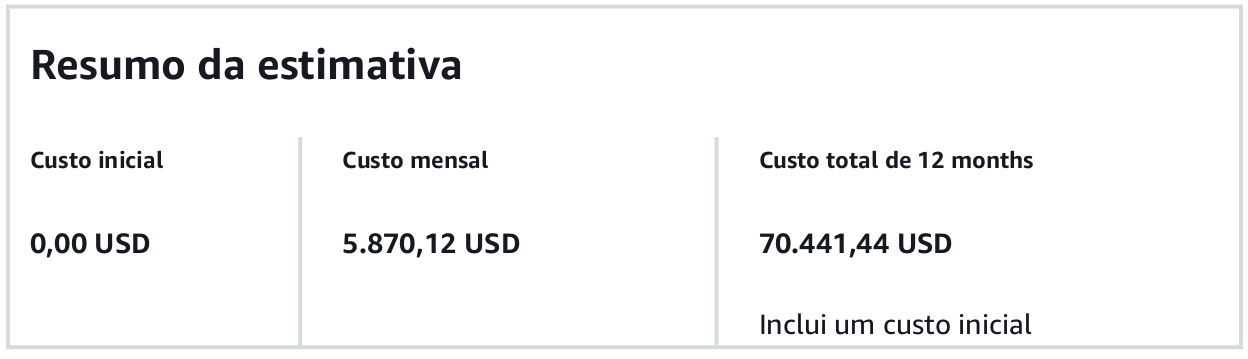 Resumo da estimativa
Custo inicial
Custo mensal
Custo total de 12 months
0,00 USD
5.870,12 USD
70.441,44 USD
Inclui um custo inicial